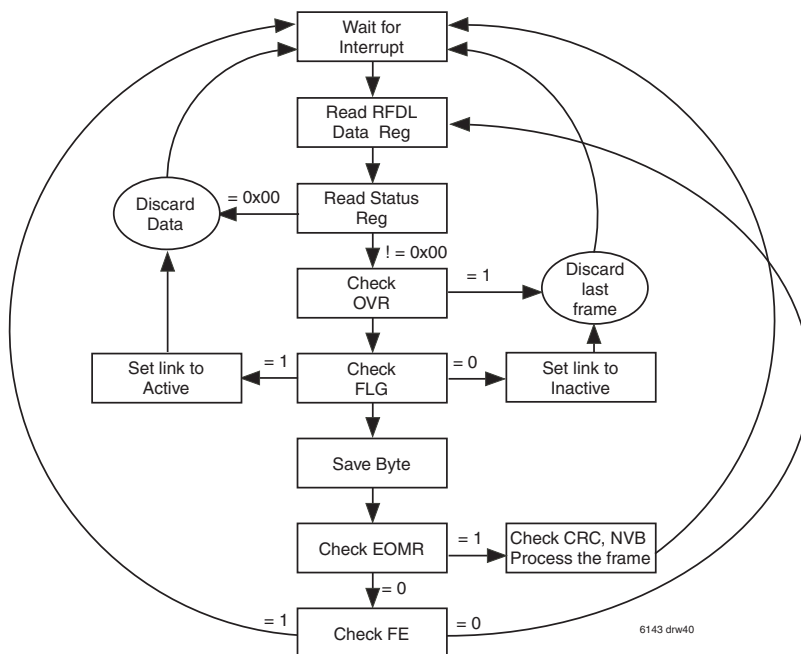 Wait for
Interrupt
Read RFDL
Data Reg
= 0x00
Read Status
Reg
Discard
Data
! = 0x00
Check
OVR
= 1
Discard
last
frame
Set link to
Active
= 1
Check
FLG
= 0
Set link to
Inactive
Save Byte
Check EOMR
= 1
Check CRC, NVB
Process the frame
= 0
= 1
Check FE
= 0
6143 drw40